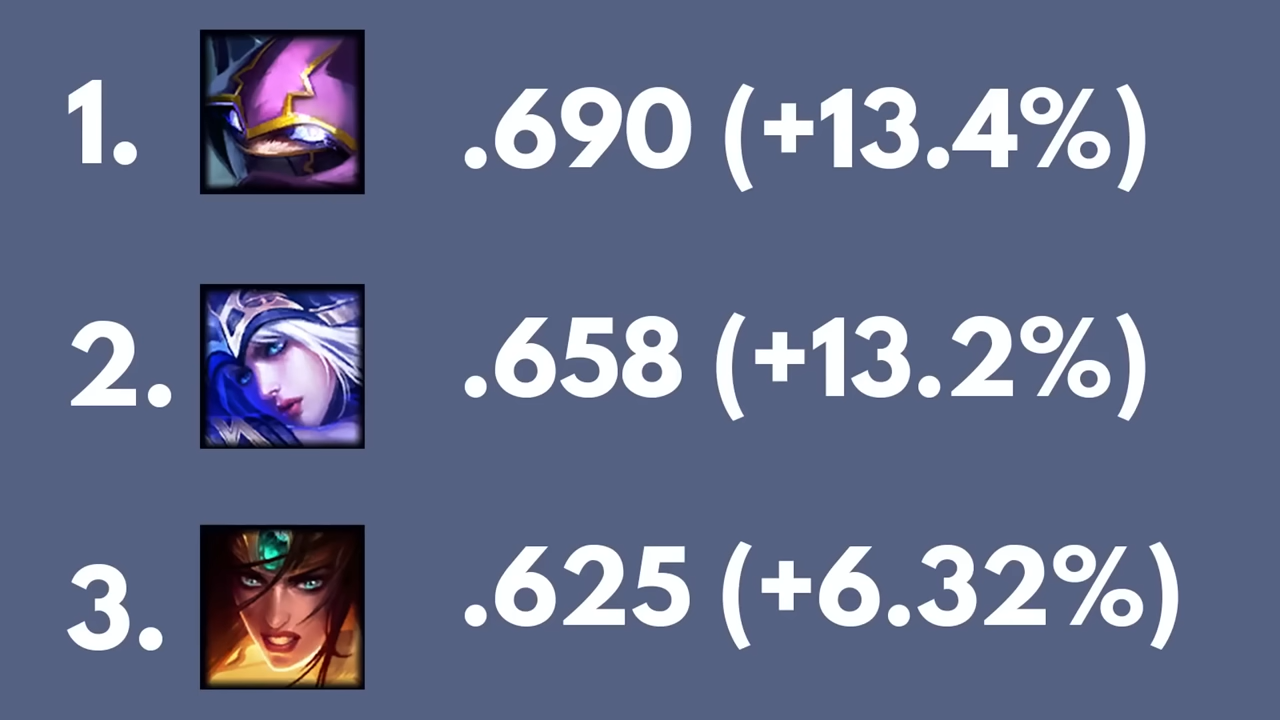 1. .690 (+13.4%)
2. .658 (+13.2%)
3. .625 (+6.32%)